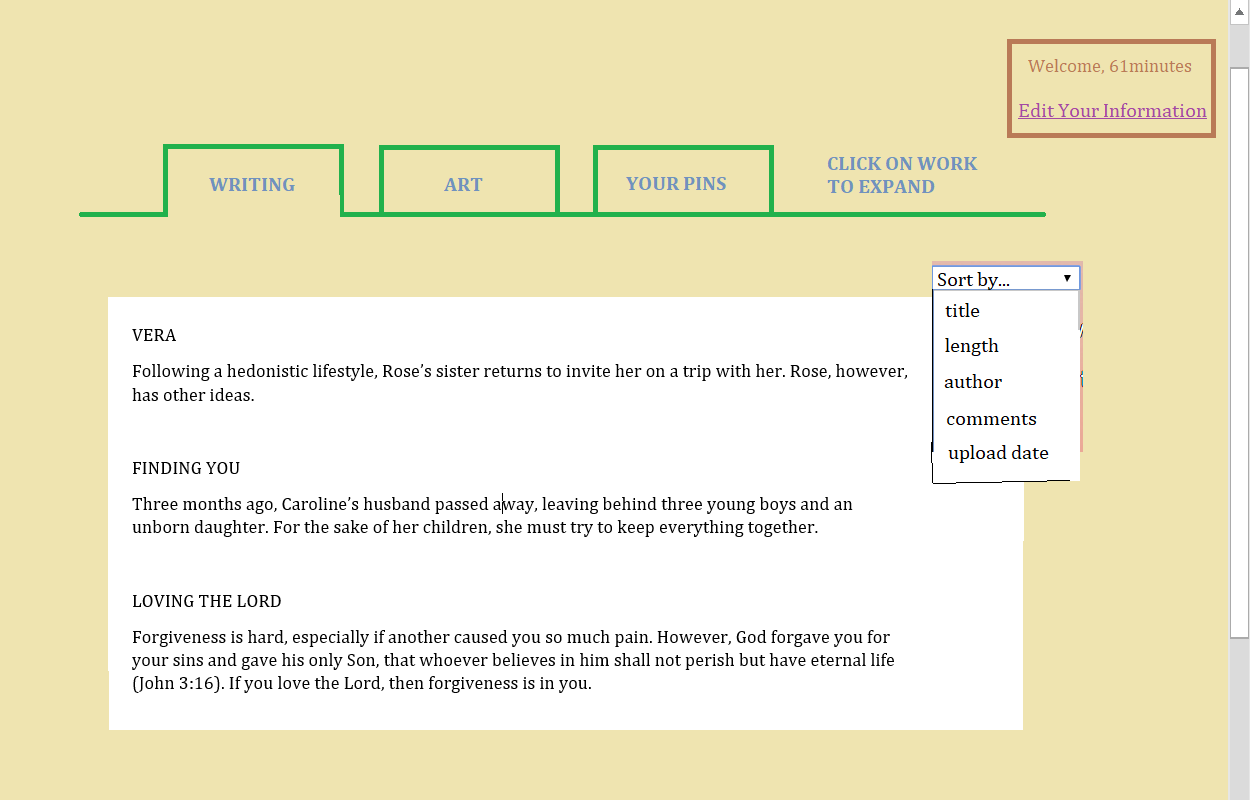 Welcome, 61minutes
Edit Your Information
WRITING
ART
YOUR PINS
CLICK ON WORK
TO EXPAND
Sort by...
title
length
author
comments
upload date
VERA
Following a hedonistic lifestyle, Rose’s sister returns to invite her on a trip with her. Rose, however,
has other ideas.
FINDING YOU
Three months ago, Caroline’s husband passed away, leaving behind three young boys and an
unborn daughter. For the sake of her children, she must try to keep everything together.
LOVING THE LORD
Forgiveness is hard, especially if another caused you so much pain. However, God forgave you for
your sins and gave his only Son, that whoever believes in him shall not perish but have eternal life
(John 3:16). If you love the Lord, then forgiveness is in you.